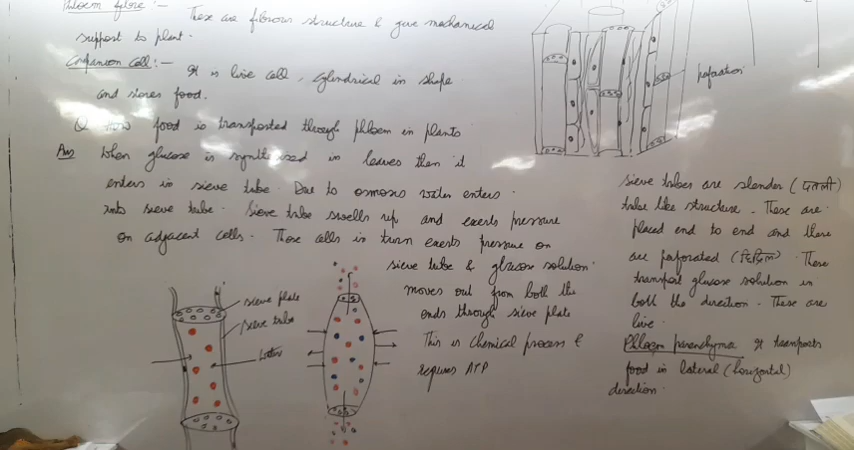 Phloem fibre :- These are fibrous structure & give mechanical
support to plant.
Companion cell :- It is live cell, cylindrical in shape
and stores food.
Q How food is transported through phloem in plants
Ans When glucose is synthesized in leaves then it
enters in sieve tube. Due to osmosis water enters
into sieve tube. Sieve tube swells up and exerts pressure
on adjacent cells. These cells in turn exerts pressure on
sieve tube & glucose solution
moves out from both the
ends through sieve plate
This is chemical process &
requires ATP
sieve plate
sieve tube
water
perforation
Sieve tubes are slender (पतली)
tube like structure. These are
placed end to end and these
are perforated. These
transport glucose solution in
both the direction. These are
live.
Phloem parenchyma It transports
food in lateral (horizontal)
direction.